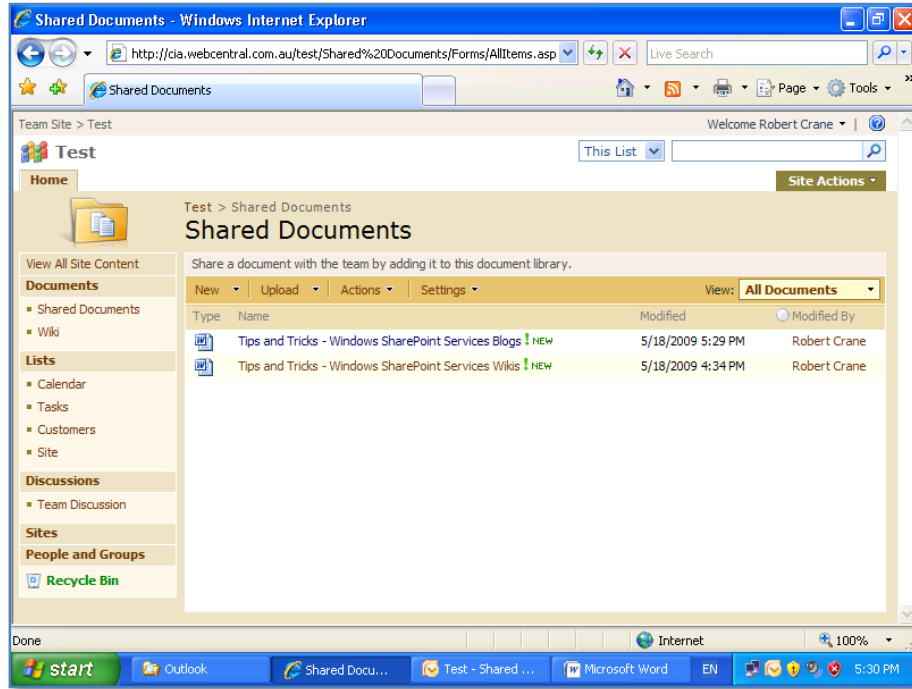 Shared Documents - Windows Internet Explorer
http://cia.webcentral.com.au/test/Shared%20Documents/Forms/AllItems.asp
Live Search
Shared Documents
Page
Tools
Team Site > Test
Welcome Robert Crane
Test
This List
Home
Site Actions
Test > Shared Documents
Shared Documents
View All Site Content
Share a document with the team by adding it to this document library.
Documents
New Upload Actions Settings View: All Documents
Shared Documents
Type Name Modified Modified By
Wiki
Tips and Tricks - Windows SharePoint Services Blogs ! NEW 5/18/2009 5:29 PM Robert Crane
Lists
Tips and Tricks - Windows SharePoint Services Wikis ! NEW 5/18/2009 4:34 PM Robert Crane
Calendar
Tasks
Customers
Site
Discussions
Team Discussion
Sites
People and Groups
Recycle Bin
Done
Internet
100%
start
Outlook
Shared Docu...
Test - Shared ...
Microsoft Word
EN
5:30 PM